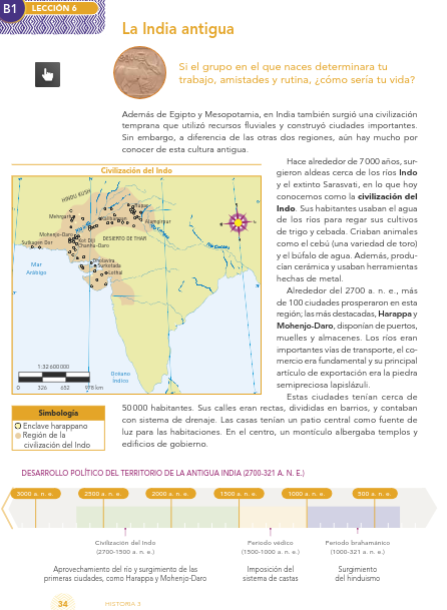 B1 LECCIÓN 6
La India antigua
Si el grupo en el que naces determinara tu
trabajo, amistades y rutina, ¿cómo sería tu vida?
Además de Egipto y Mesopotamia, en India también surgió una civilización
temprana que utilizó recursos fluviales y construyó ciudades importantes.
Sin embargo, a diferencia de las otras dos regiones, aún hay mucho por
conocer de esta cultura antigua.
Civilización del Indo
HINDU KUSH
Mehrgarh
Harappa
Alamgirpur
Mohenjo-Daro
Sutkagen Dor
Kot Diji
Chanhu-Daro
DESIERTO DE THAR
Mar
Arábigo
Lothal
Océano
Índico
1:32 600 000
0 326 652 978 km
Simbología
Enclave harappano
Región de la
civilización del Indo
Hace alrededor de 7 000 años, sur-
gieron aldeas cerca de los ríos Indo
y el extinto Sarasvati, en lo que hoy
conocemos como la civilización del
Indo. Sus habitantes usaban el agua
de los ríos para regar sus cultivos
de trigo y cebada. Criaban animales
como el cebú (una variedad de toro)
y el búfalo de agua. Además, produ-
cían cerámica y usaban herramientas
hechas de metal.
Alrededor del 2700 a. n. e., más
de 100 ciudades prosperaron en esta
región; las más destacadas, Harappa y
Mohenjo-Daro, disponían de puertos,
muelles y almacenes. Los ríos eran
importantes vías de transporte, el co-
mercio era fundamental y su principal
artículo de exportación era la piedra
semipreciosa lapislázuli.
Estas ciudades tenían cerca de
50 000 habitantes. Sus calles eran rectas, divididas en barrios, y contaban
con sistema de drenaje. Las casas tenían un patio central como fuente de
luz para las habitaciones. En el centro, un montículo albergaba templos y
edificios de gobierno.
DESARROLLO POLÍTICO DEL TERRITORIO DE LA ANTIGUA INDIA (2700-321 A. N. E.)
3000 a. n. e. 2500 a. n. e. 2000 a. n. e. 1500 a. n. e. 1000 a. n. e. 500 a. n. e.
Civilización del Indo
(2700-1500 a. n. e.)
Aprovechamiento del río y surgimiento de las
primeras ciudades, como Harappa y Mohenjo-Daro
Periodo védico
(1500-1000 a. n. e.)
Imposición del
sistema de castas
Periodo brahamánico
(1000-321 a. n. e.)
Surgimiento
del hinduismo
34 HISTORIA 3